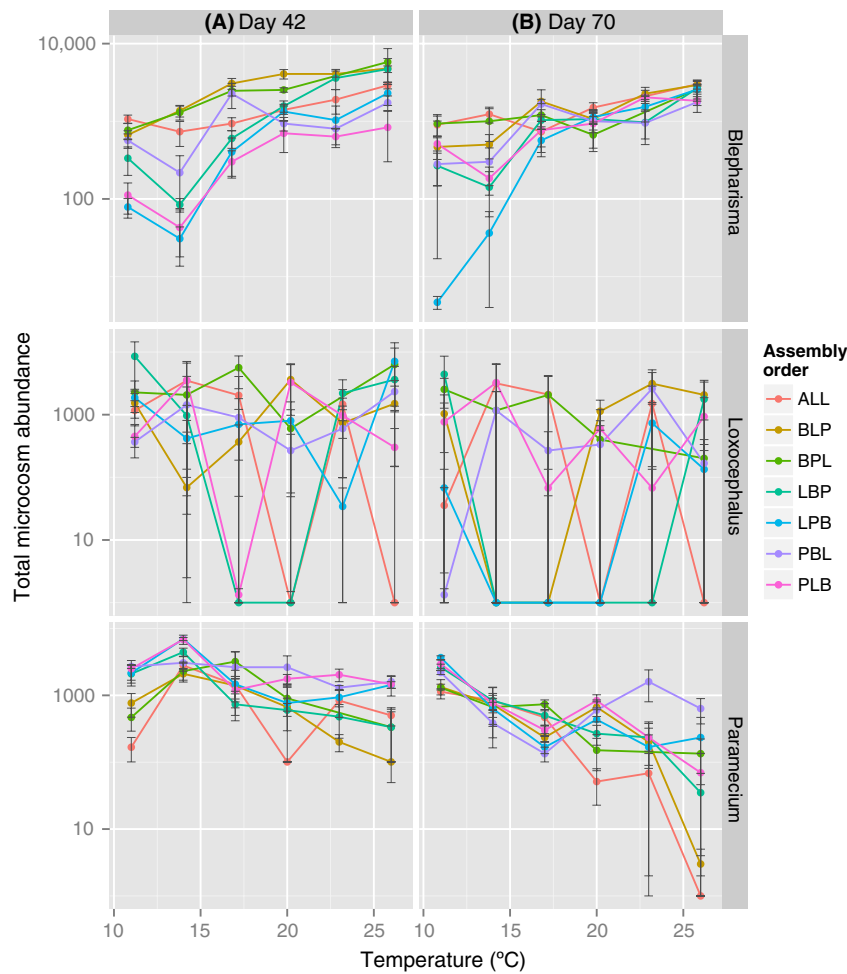 (A) Day 42
(B) Day 70
10,000
100
Blepharisma
Total microcosm abundance
1000
10
Loxocephalus
1000
10
Paramecium
10 15 20 25
10 15 20 25
Temperature (ºC)
Assembly
order
ALL
BLP
BPL
LBP
LPB
PBL
PLB